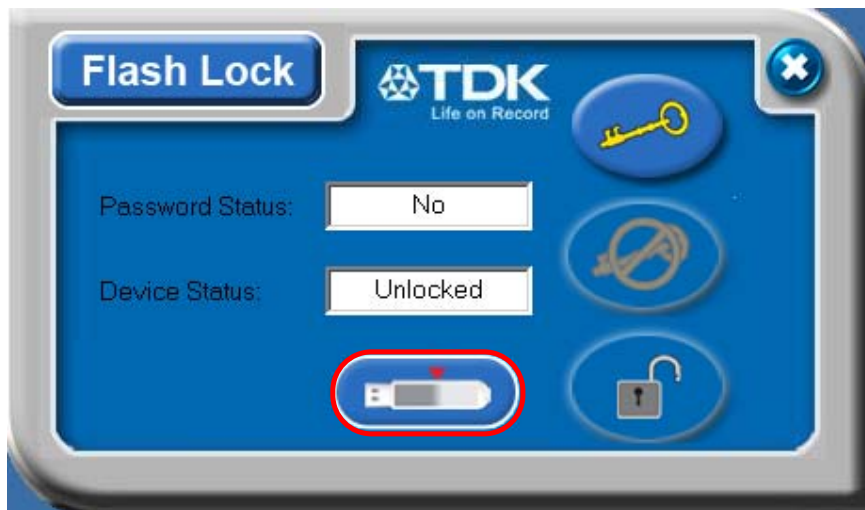 Flash Lock
TDK
Life on Record
Password Status:
No
Device Status:
Unlocked